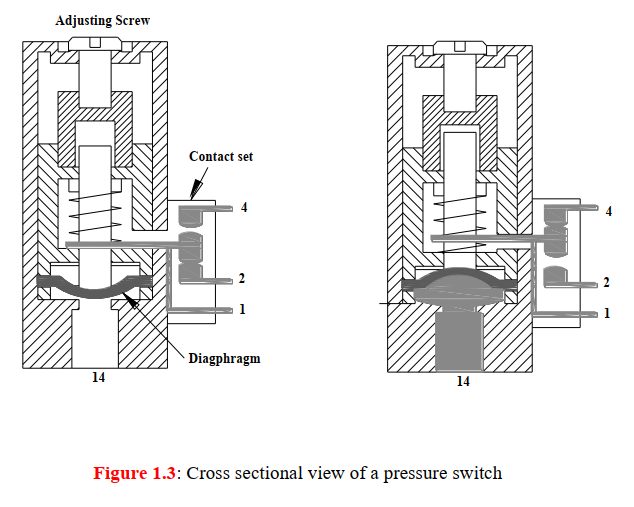 Adjusting Screw
Contact set
4
2
1
Diagphragm
14
4
2
1
14
Figure 1.3: Cross sectional view of a pressure switch